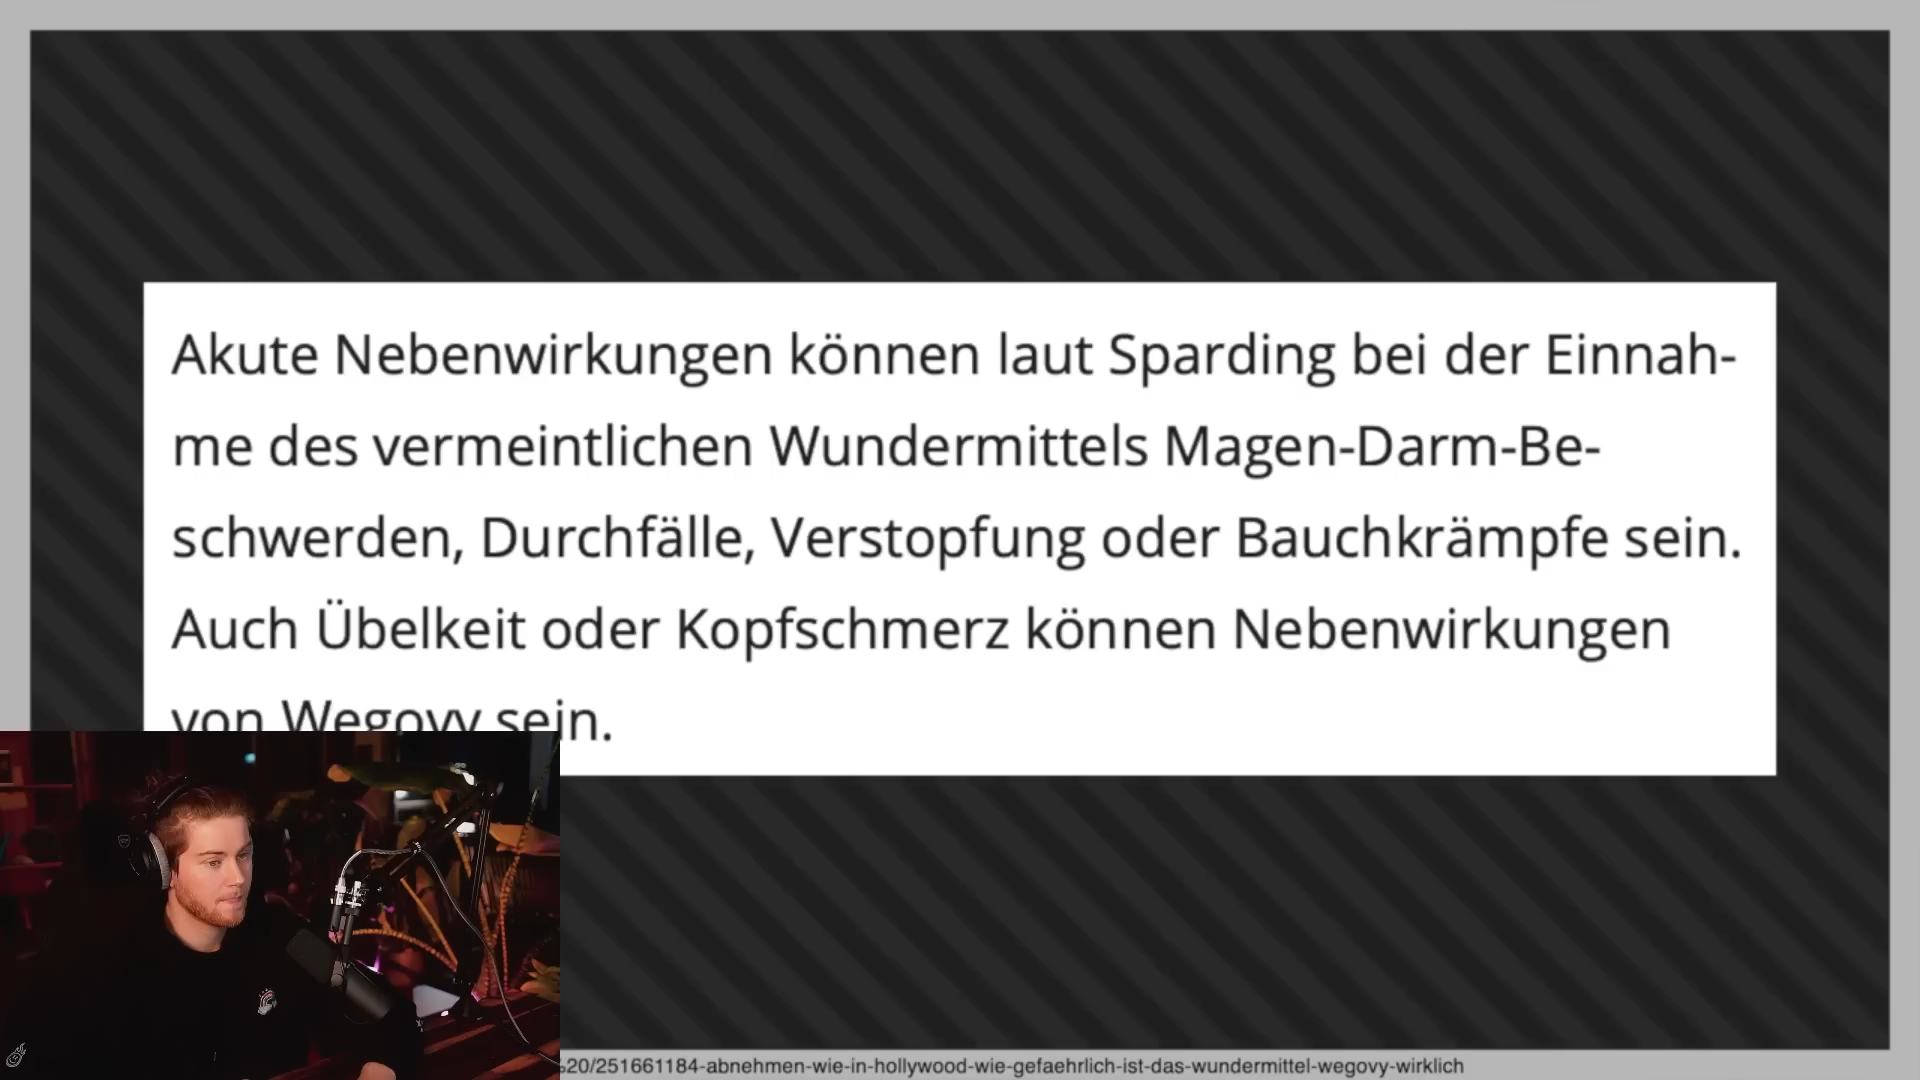 Akute Nebenwirkungen können laut Sparding bei der Einnah-
me des vermeintlichen Wundermittels Magen-Darm-Be-
schwerden, Durchfälle, Verstopfung oder Bauchkrämpfe sein.
Auch Übelkeit oder Kopfschmerz können Nebenwirkungen
von Wegovy sein.
20/251661184-abnehmen-wie-in-hollywood-wie-gefaehrlich-ist-das-wundermittel-wegovy-wirklich